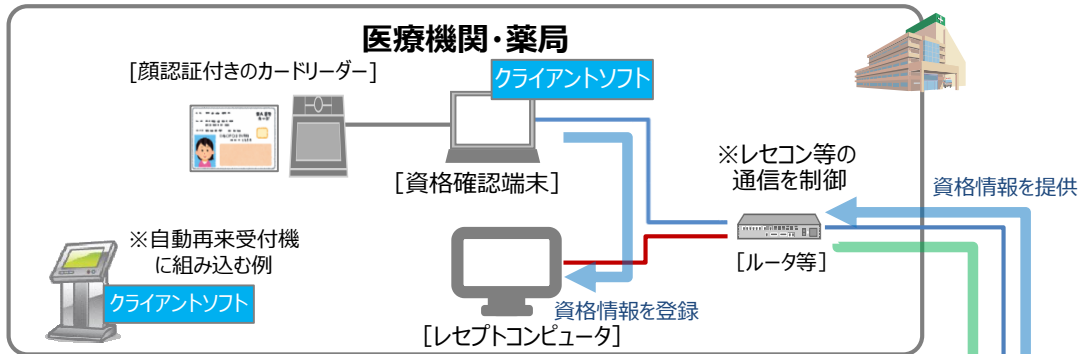 医療機関・薬局
[顔認証付きのカードリーダー]
クライアントソフト
[資格確認端末]
※レセコン等の
通信を制御
資格情報を提供
[ルータ等]
※自動再来受付機
に組み込む例
クライアントソフト
資格情報を登録
[レセプトコンピュータ]